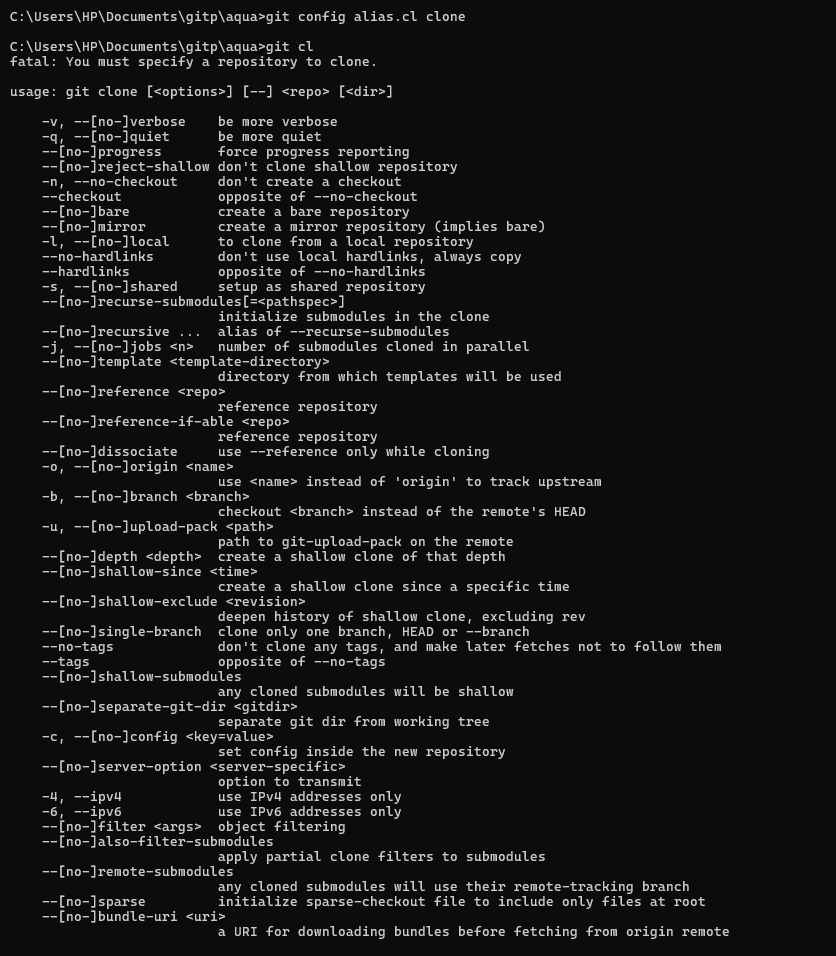 C:\Users\HP\Documents\gitp\aqua>git config alias.cl clone
C:\Users\HP\Documents\gitp\aqua>git cl
fatal: You must specify a repository to clone.
usage: git clone [<options>] [--] <repo> [<dir>]
    -v, --[no-]verbose    be more verbose
    -q, --[no-]quiet      be more quiet
    --[no-]progress       force progress reporting
    --[no-]reject-shallow don't clone shallow repository
    -n, --no-checkout     don't create a checkout
    --checkout            opposite of --no-checkout
    --[no-]bare           create a bare repository
    --[no-]mirror         create a mirror repository (implies bare)
    -l, --[no-]local      to clone from a local repository
    --no-hardlinks        don't use local hardlinks, always copy
    --hardlinks           opposite of --no-hardlinks
    -s, --[no-]shared     setup as shared repository
    --[no-]recurse-submodules[=<pathspec>]
                          initialize submodules in the clone
    --[no-]recursive ...  alias of --recurse-submodules
    -j, --[no-]jobs <n>   number of submodules cloned in parallel
    --[no-]template <template-directory>
                          directory from which templates will be used
    --[no-]reference <repo>
                          reference repository
    --[no-]reference-if-able <repo>
                          reference repository
    --[no-]dissociate     use --reference only while cloning
    -o, --[no-]origin <name>
                          use <name> instead of 'origin' to track upstream
    -b, --[no-]branch <branch>
                          checkout <branch> instead of the remote's HEAD
    -u, --[no-]upload-pack <path>
                          path to git-upload-pack on the remote
    --[no-]depth <depth>  create a shallow clone of that depth
    --[no-]shallow-since <time>
                          create a shallow clone since a specific time
    --[no-]shallow-exclude <revision>
                          deepen history of shallow clone, excluding rev
    --[no-]single-branch  clone only one branch, HEAD or --branch
    --no-tags             don't clone any tags, and make later fetches not to follow them
    --tags                opposite of --no-tags
    --[no-]shallow-submodules
                          any cloned submodules will be shallow
    --[no-]separate-git-dir <gitdir>
                          separate git dir from working tree
    -c, --[no-]config <key=value>
                          set config inside the new repository
    --[no-]server-option <server-specific>
                          option to transmit
    -4, --ipv4            use IPv4 addresses only
    -6, --ipv6            use IPv6 addresses only
    --[no-]filter <args>  object filtering
    --[no-]also-filter-submodules
                          apply partial clone filters to submodules
    --[no-]remote-submodules
                          any cloned submodules will use their remote-tracking branch
    --[no-]sparse         initialize sparse-checkout file to include only files at root
    --[no-]bundle-uri <uri>
                          a URI for downloading bundles before fetching from origin remote